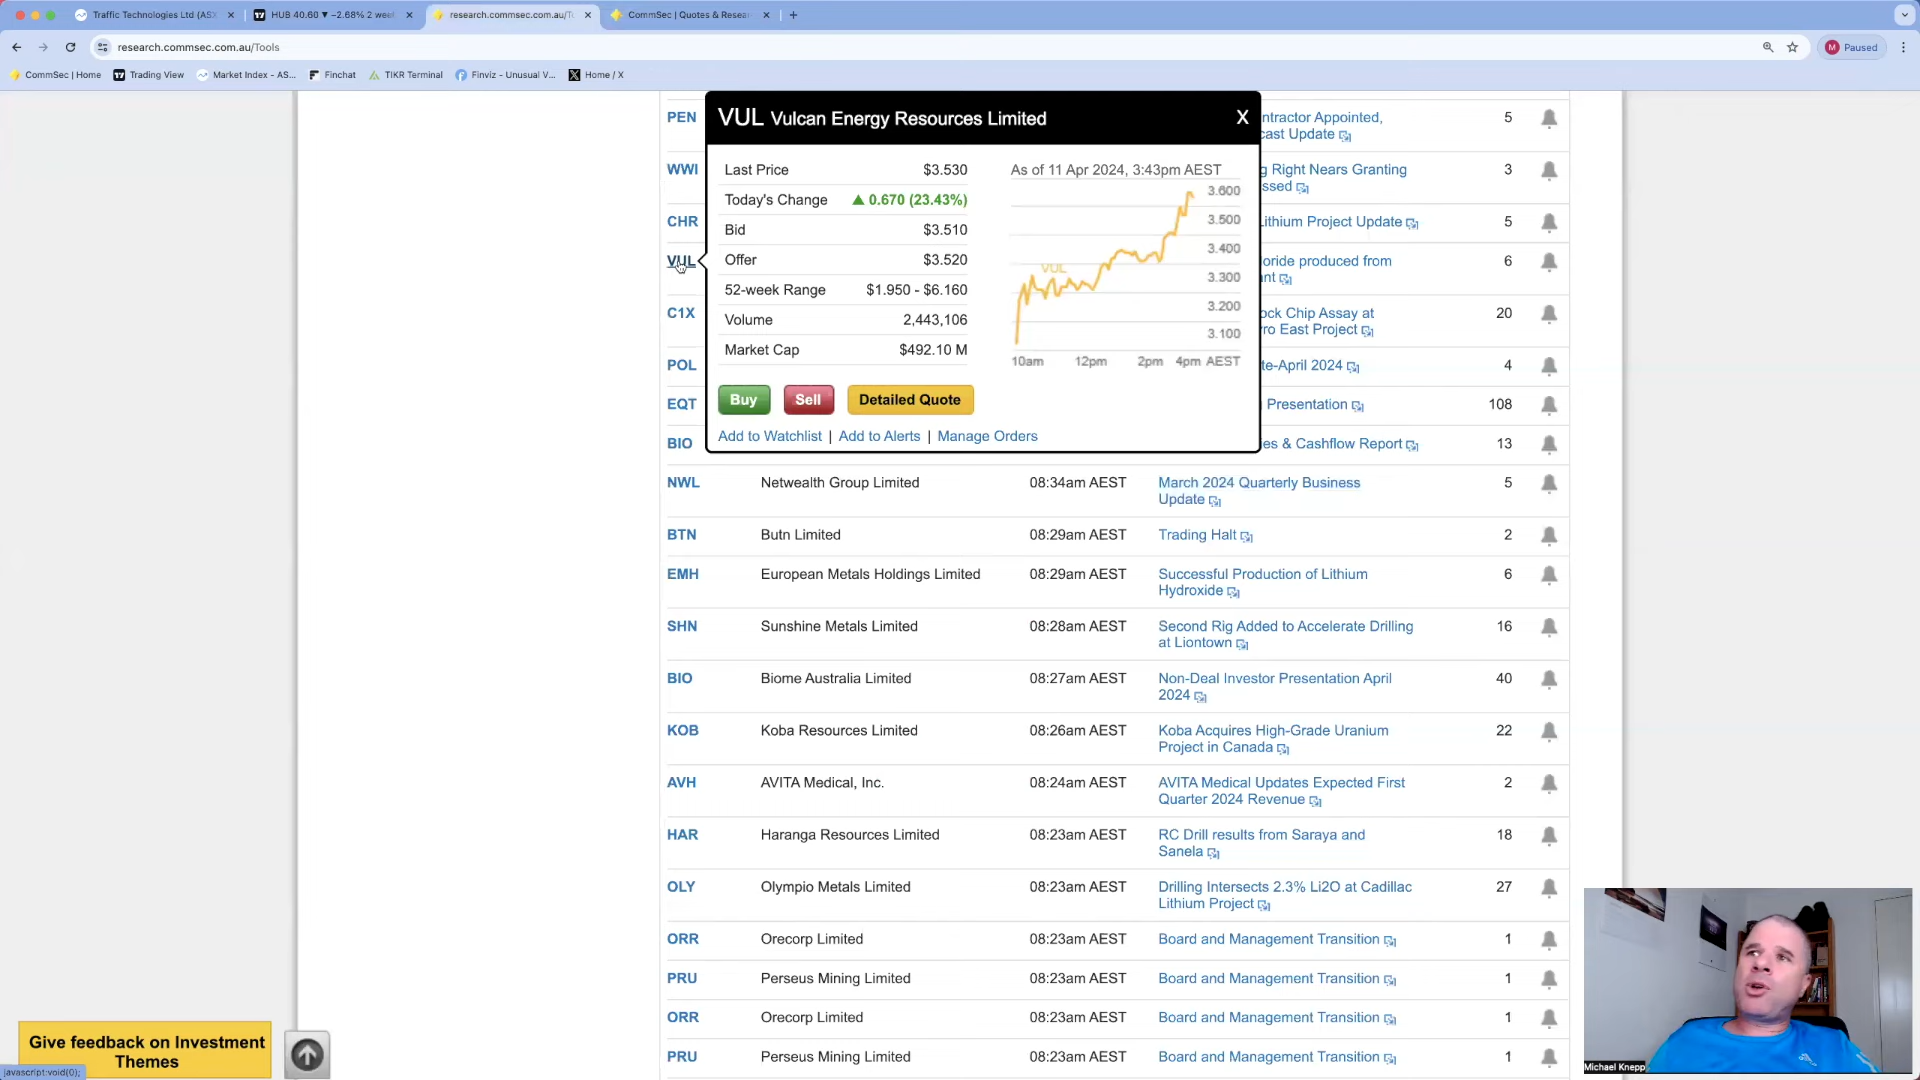 Traffic Technologies Ltd (ASX
HUB 40.60 ▼ −2.68% 2 wee
research.commsec.com.au/T
CommSec | Quotes & Resea
research.commsec.com.au/Tools
M Paused
CommSec | Home
Trading View
Market Index - AS...
Finchat
TIKR Terminal
Finviz - Unusual V...
Home / X
VUL Vulcan Energy Resources Limited X
Last Price $3.530
Today's Change ▲ 0.670 (23.43%)
Bid $3.510
Offer $3.520
52-week Range $1.950 - $6.160
Volume 2,443,106
Market Cap $492.10 M
As of 11 Apr 2024, 3:43pm AEST
3.600
3.500
3.400
VUL
3.300
3.200
3.100
10am 12pm 2pm 4pm AEST
Buy Sell Detailed Quote
Add to Watchlist | Add to Alerts | Manage Orders
PEN ntractor Appointed, 5
cast Update
WWI g Right Nears Granting 3
ssed
CHR Lithium Project Update 5
VUL oride produced from 6
nt
C1X ock Chip Assay at 20
ro East Project
POL te-April 2024 4
EQT Presentation 108
BIO es & Cashflow Report 13
NWL Netwealth Group Limited 08:34am AEST March 2024 Quarterly Business 5
Update
BTN Butn Limited 08:29am AEST Trading Halt 2
EMH European Metals Holdings Limited 08:29am AEST Successful Production of Lithium 6
Hydroxide
SHN Sunshine Metals Limited 08:28am AEST Second Rig Added to Accelerate Drilling 16
at Liontown
BIO Biome Australia Limited 08:27am AEST Non-Deal Investor Presentation April 40
2024
KOB Koba Resources Limited 08:26am AEST Koba Acquires High-Grade Uranium 22
Project in Canada
AVH AVITA Medical, Inc. 08:24am AEST AVITA Medical Updates Expected First 2
Quarter 2024 Revenue
HAR Haranga Resources Limited 08:23am AEST RC Drill results from Saraya and 18
Sanela
OLY Olympio Metals Limited 08:23am AEST Drilling Intersects 2.3% Li2O at Cadillac 27
Lithium Project
ORR Orecorp Limited 08:23am AEST Board and Management Transition 1
PRU Perseus Mining Limited 08:23am AEST Board and Management Transition 1
ORR Orecorp Limited 08:23am AEST Board and Management Transition 1
PRU Perseus Mining Limited 08:23am AEST Board and Management Transition 1
Give feedback on Investment
Themes
javascript:void(0);
Michael Knepp